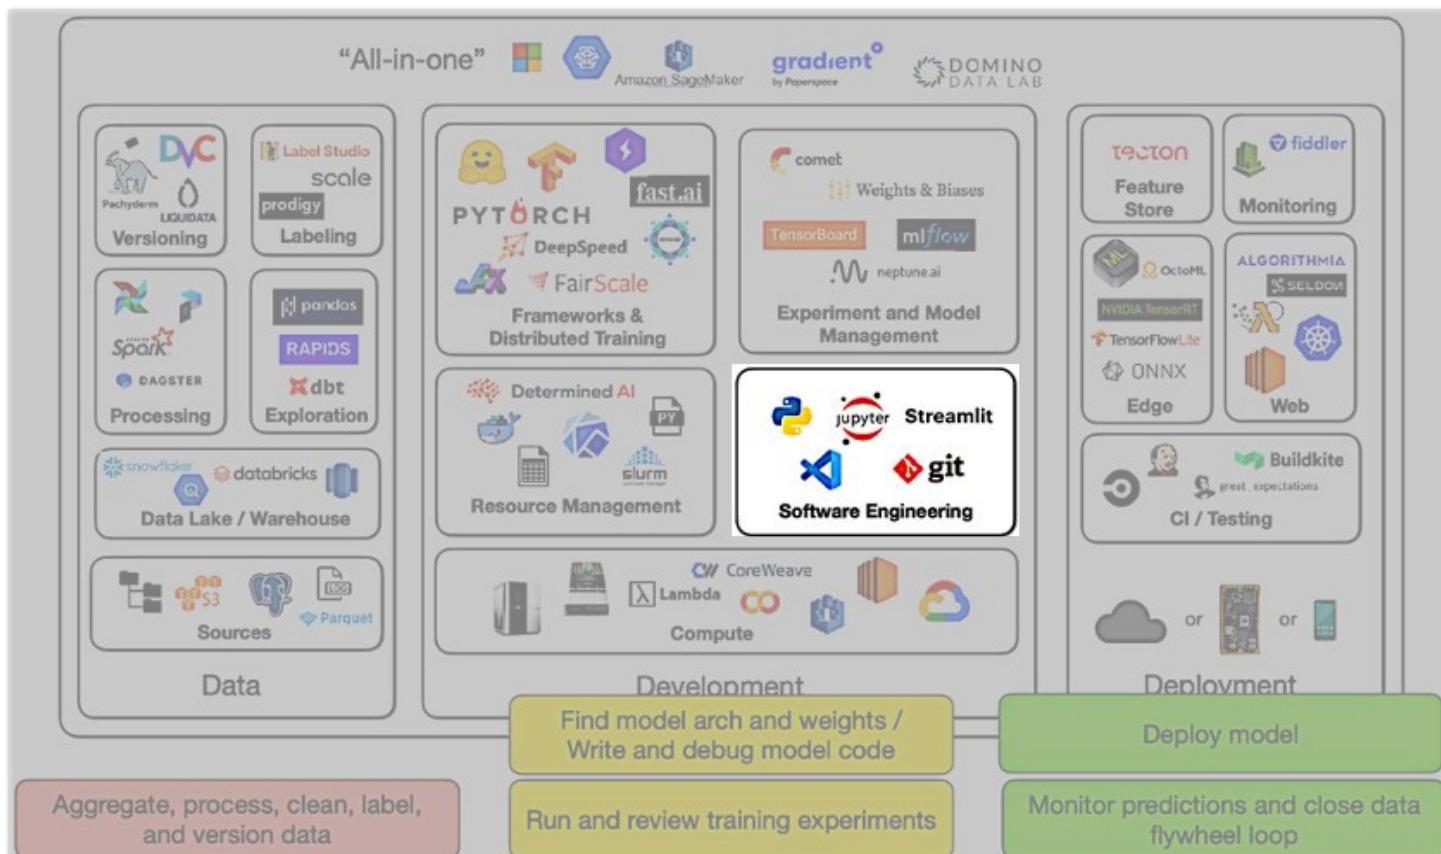 “All-in-one”
Amazon SageMaker
gradient
by Paperspace
DOMINO
DATA LAB
DVC
Pachyderm
LIQUIDATA
Versioning
Label Studio
scale
prodigy
Labeling
Spark
DAGSTER
Processing
pandas
RAPIDS
dbt
Exploration
snowflake
databricks
Data Lake / Warehouse
S3
LOG
Parquet
Sources
Data
fast.ai
PYTORCH
DeepSpeed
JAX
FairScale
Frameworks &
Distributed Training
comet
Weights & Biases
TensorBoard
mlflow
neptune.ai
Experiment and Model
Management
Determined AI
PY
slurm
Resource Management
jupyter
Streamlit
git
Software Engineering
CoreWeave
Lambda
Compute
Development
TECTON
Feature
Store
fiddler
Monitoring
ML
OctoML
NVIDIA TensorRT
TensorFlowLite
ONNX
Edge
ALGORITHMIA
SELDON
Web
Buildkite
great_expectations
CI / Testing
or
or
Deployment
Find model arch and weights /
Write and debug model code
Deploy model
Aggregate, process, clean, label,
and version data
Run and review training experiments
Monitor predictions and close data
flywheel loop